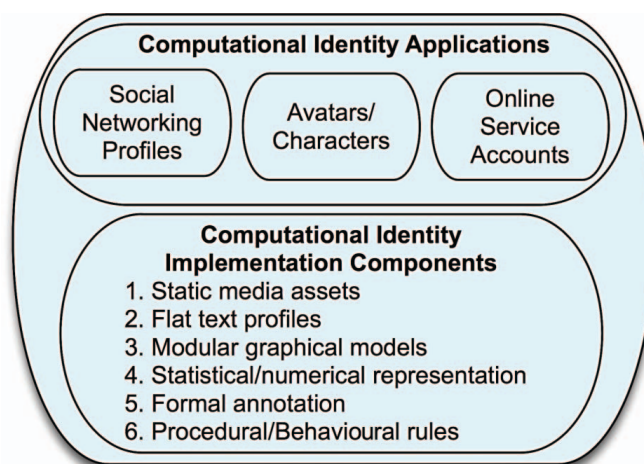 Computational Identity Applications
Social
Networking
Profiles
Avatars/
Characters
Online
Service
Accounts
Computational Identity
Implementation Components
1. Static media assets
2. Flat text profiles
3. Modular graphical models
4. Statistical/numerical representation
5. Formal annotation
6. Procedural/Behavioural rules